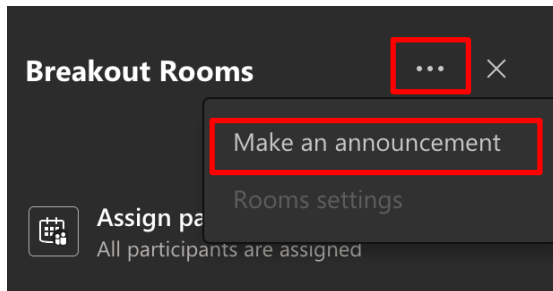 Breakout Rooms
Make an announcement
Rooms settings
Assign pa
All participants are assigned